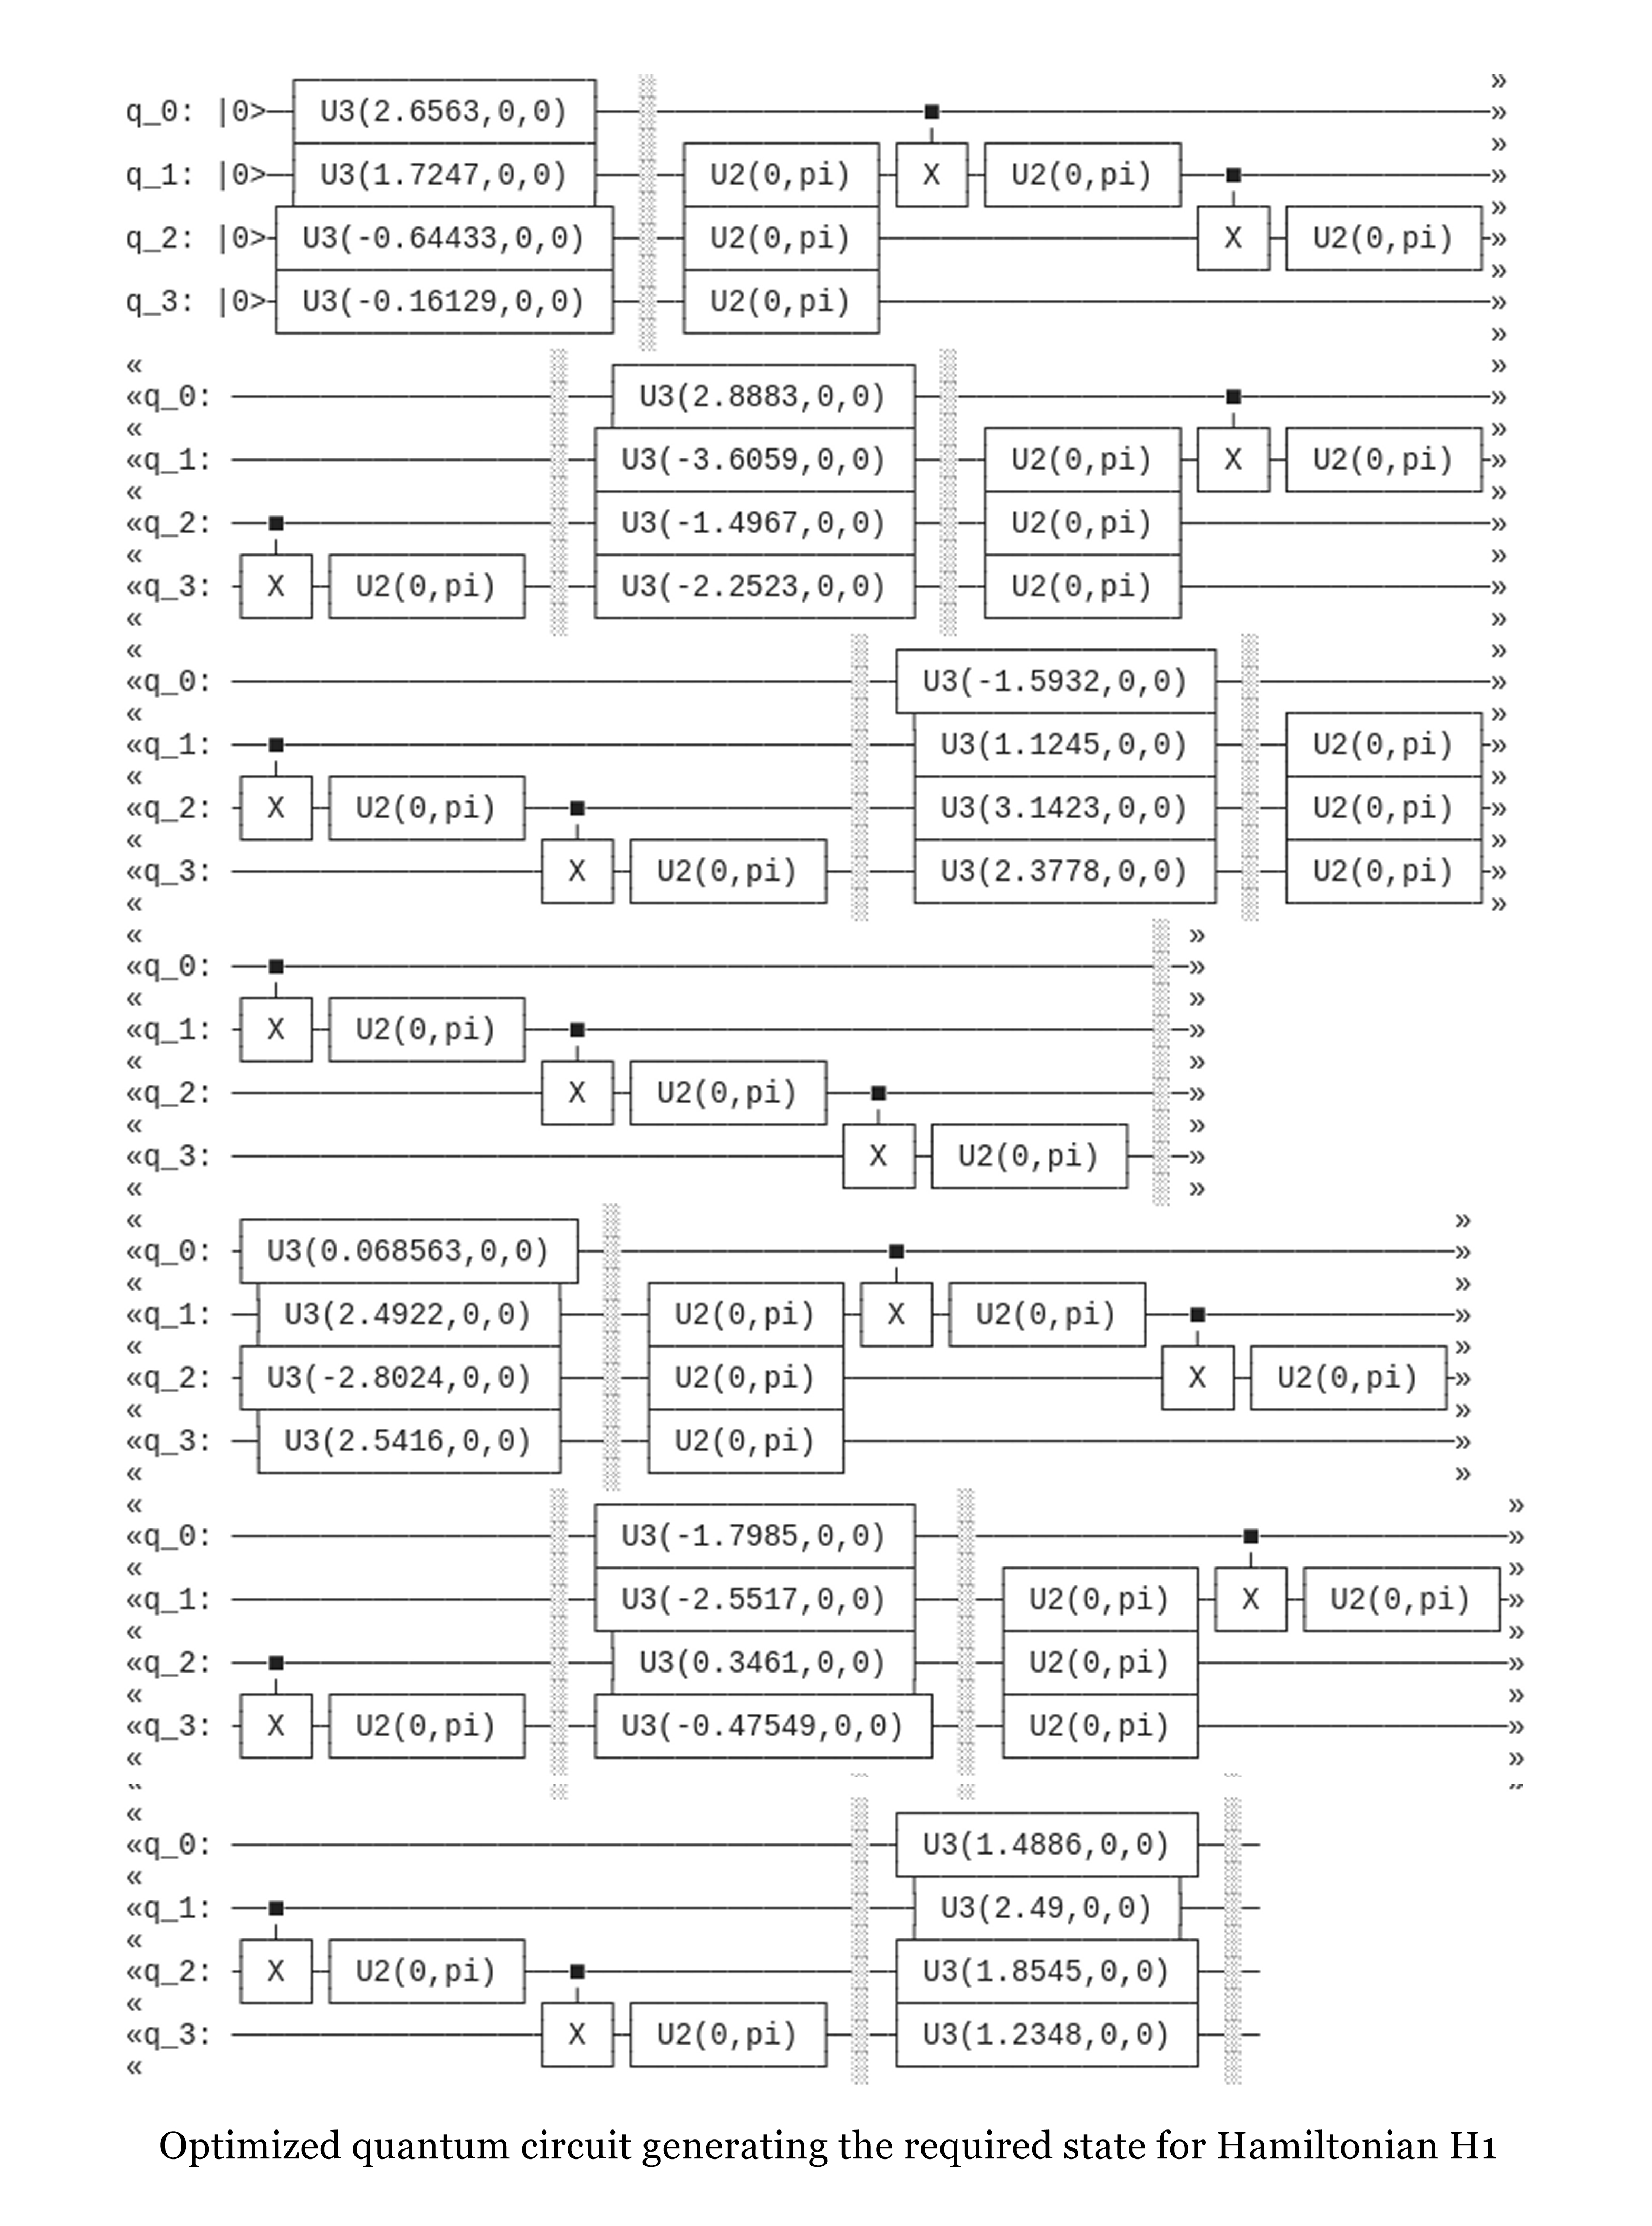 »
q_0: |0> U3(2.6563,0,0) »
»
q_1: |0> U3(1.7247,0,0) U2(0,pi) X U2(0,pi) »
»
q_2: |0> U3(-0.64433,0,0) U2(0,pi) X U2(0,pi) »
»
q_3: |0> U3(-0.16129,0,0) U2(0,pi) »
»
« »
«q_0: U3(2.8883,0,0) »
« »
«q_1: U3(-3.6059,0,0) U2(0,pi) X U2(0,pi) »
« »
«q_2: U3(-1.4967,0,0) U2(0,pi) »
« »
«q_3: X U2(0,pi) U3(-2.2523,0,0) U2(0,pi) »
« »
« »
«q_0: U3(-1.5932,0,0) »
« »
«q_1: U3(1.1245,0,0) U2(0,pi) »
« »
«q_2: X U2(0,pi) U3(3.1423,0,0) U2(0,pi) »
« »
«q_3: X U2(0,pi) U3(2.3778,0,0) U2(0,pi) »
« »
« »
«q_0: »
« »
«q_1: X U2(0,pi) »
« »
«q_2: X U2(0,pi) »
« »
«q_3: X U2(0,pi) »
« »
« »
«q_0: U3(0.068563,0,0) »
« »
«q_1: U3(2.4922,0,0) U2(0,pi) X U2(0,pi) »
« »
«q_2: U3(-2.8024,0,0) U2(0,pi) X U2(0,pi) »
« »
«q_3: U3(2.5416,0,0) U2(0,pi) »
« »
« »
«q_0: U3(-1.7985,0,0) »
« »
«q_1: U3(-2.5517,0,0) U2(0,pi) X U2(0,pi) »
« »
«q_2: U3(0.3461,0,0) U2(0,pi) »
« »
«q_3: X U2(0,pi) U3(-0.47549,0,0) U2(0,pi) »
« »
«
«q_0: U3(1.4886,0,0)
«
«q_1: U3(2.49,0,0)
«
«q_2: X U2(0,pi) U3(1.8545,0,0)
«
«q_3: X U2(0,pi) U3(1.2348,0,0)
«
Optimized quantum circuit generating the required state for Hamiltonian H1